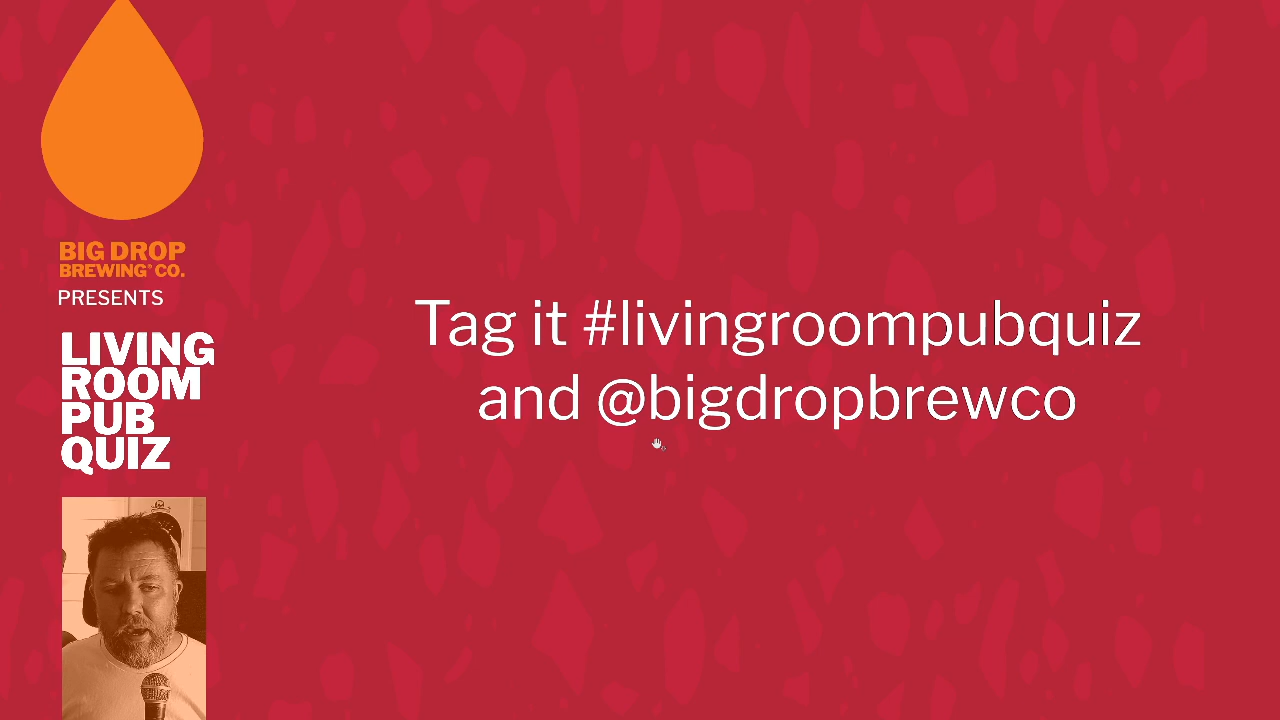 BIG DROP
BREWING® CO.
PRESENTS
LIVING
ROOM
PUB
QUIZ
Tag it #livingroompubquiz
and @bigdropbrewco